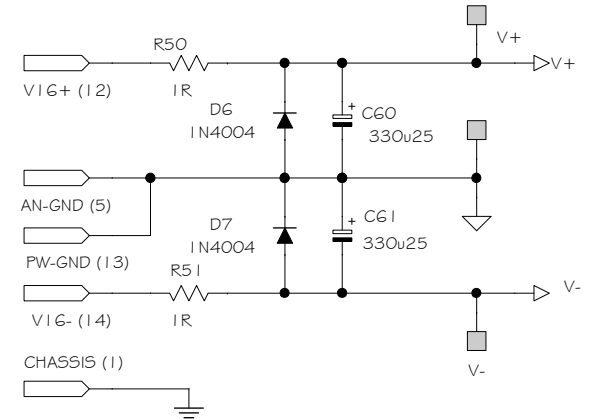 R50
V16+ (12)
1R
V+
V+
D6
1N4004
+
C60
330u25
AN-GND (5)
PW-GND (13)
D7
1N4004
+
C61
330u25
R51
V16- (14)
1R
V-
V-
CHASSIS (1)